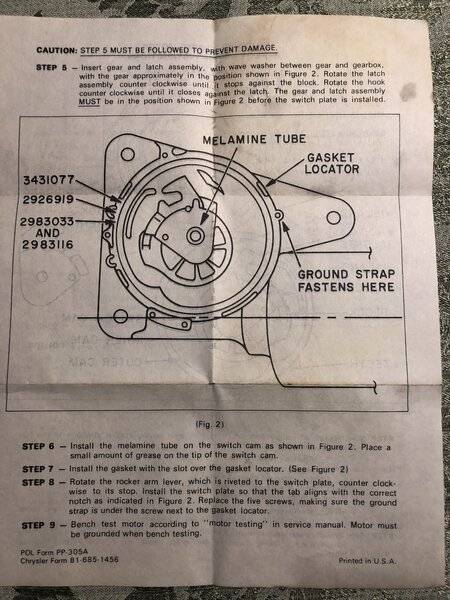 CAUTION: STEP 5 MUST BE FOLLOWED TO PREVENT DAMAGE.
STEP 5 — Insert gear and latch assembly, with wave washer between gear and gearbox,
with the gear approximately in the position shown in Figure 2. Rotate the latch
assembly counter clockwise until it stops against the block. Rotate the hook
counter clockwise until it closes against the latch. The gear and latch assembly
MUST be in the position shown in Figure 2 before the switch plate is installed.
MELAMINE TUBE
GASKET
LOCATOR
3431077
2926919
2983033
AND
2983116
GROUND STRAP
FASTENS HERE
(Fig. 2)
STEP 6 — Install the melamine tube on the switch cam as shown in Figure 2. Place a
small amount of grease on the tip of the switch cam.
STEP 7 — Install the gasket with the slot over the gasket locator. (See Figure 2)
STEP 8 — Rotate the rocker arm lever, which is riveted to the switch plate, counter clock-
wise to its stop. Install the switch plate so that the tab aligns with the correct
notch as indicated in Figure 2. Replace the five screws, making sure the ground
strap is under the screw next to the gasket locator.
STEP 9 — Bench test motor according to "motor testing" in service manual. Motor must
be grounded when bench testing.
PDL Form PP-305A
Chrysler Form 81-685-1456
Printed in U.S.A.